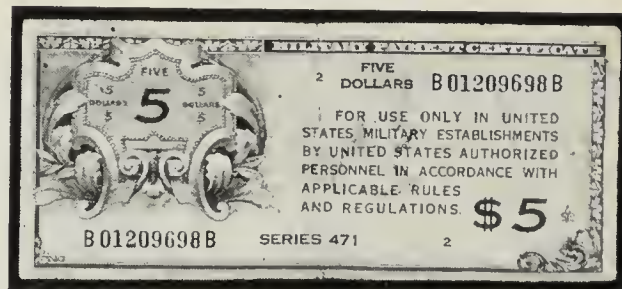 MILITARY PAYMENT CERTIFICATE
FIVE
5
DOLLARS
5
5
5
DOLLARS
5
2
FIVE
DOLLARS
B01209698B
FOR USE ONLY IN UNITED
STATES MILITARY ESTABLISHMENTS
BY UNITED STATES AUTHORIZED
PERSONNEL IN ACCORDANCE WITH
APPLICABLE RULES
AND REGULATIONS.
$5
B01209698B
SERIES 471
2